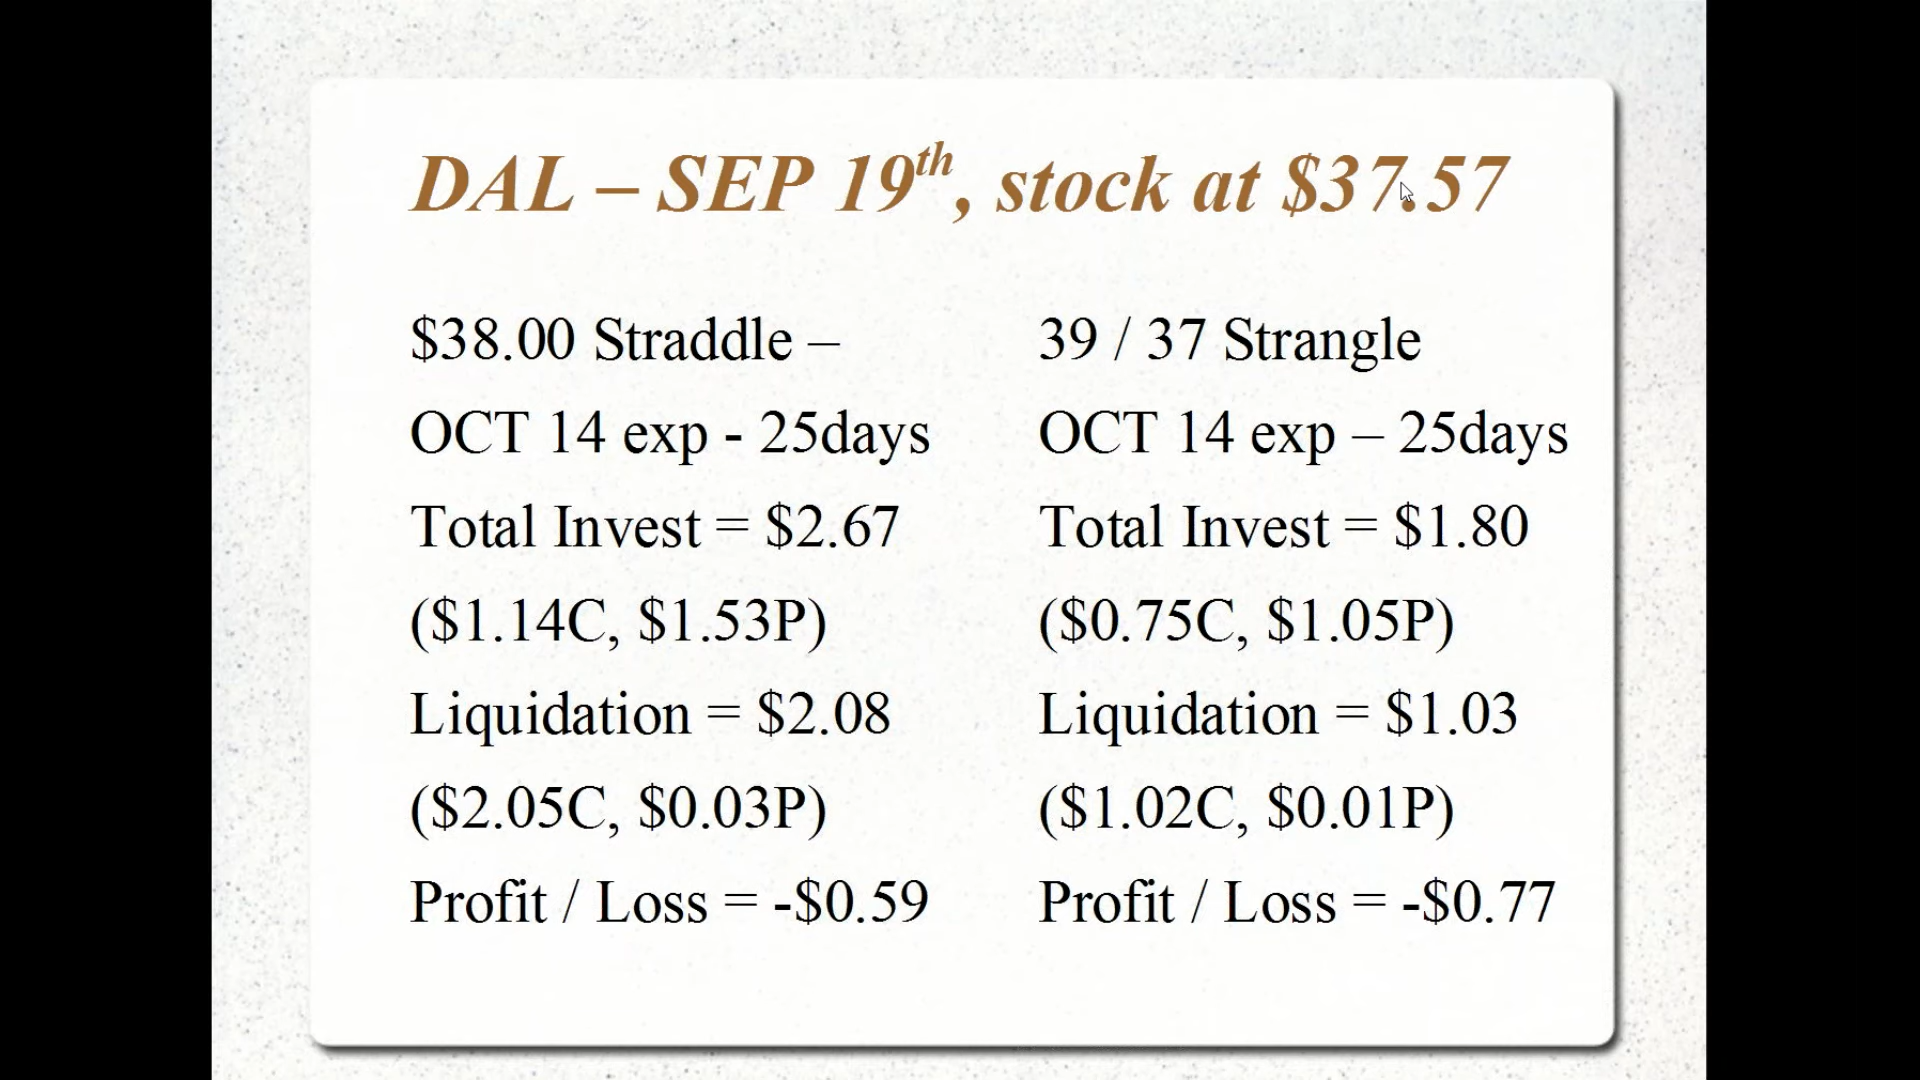 DAL – SEP 19th, stock at $37.57
$38.00 Straddle –
OCT 14 exp - 25days
Total Invest = $2.67
($1.14C, $1.53P)
Liquidation = $2.08
($2.05C, $0.03P)
Profit / Loss = -$0.59
39 / 37 Strangle
OCT 14 exp – 25days
Total Invest = $1.80
($0.75C, $1.05P)
Liquidation = $1.03
($1.02C, $0.01P)
Profit / Loss = -$0.77